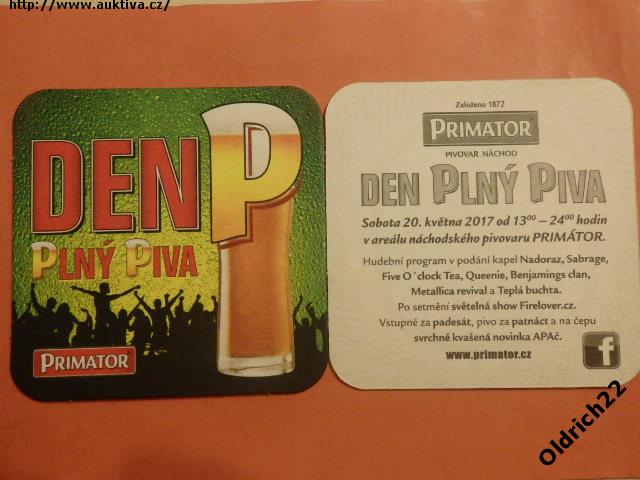 http://www.auktiva.cz/
DEN P
PLNÝ PIVA
PRIMATOR
Založeno 1872
PRIMATOR
PIVOVAR NÁCHOD
DEN PLNÝ PIVA
Sobota 20. května 2017 od 13⁰⁰ – 24⁰⁰ hodin
v areálu náchodského pivovaru PRIMÁTOR.
Hudební program v podání kapel Nadoraz, Sabrage,
Five O´clock Tea, Queenie, Benjamings clan,
Metallica revival a Teplá buchta.
Po setmění světelná show Firelover.cz.
Vstupné za padesát, pivo za patnáct a na čepu
svrchně kvašená novinka APAč.
www.primator.cz
f
Oldrich22